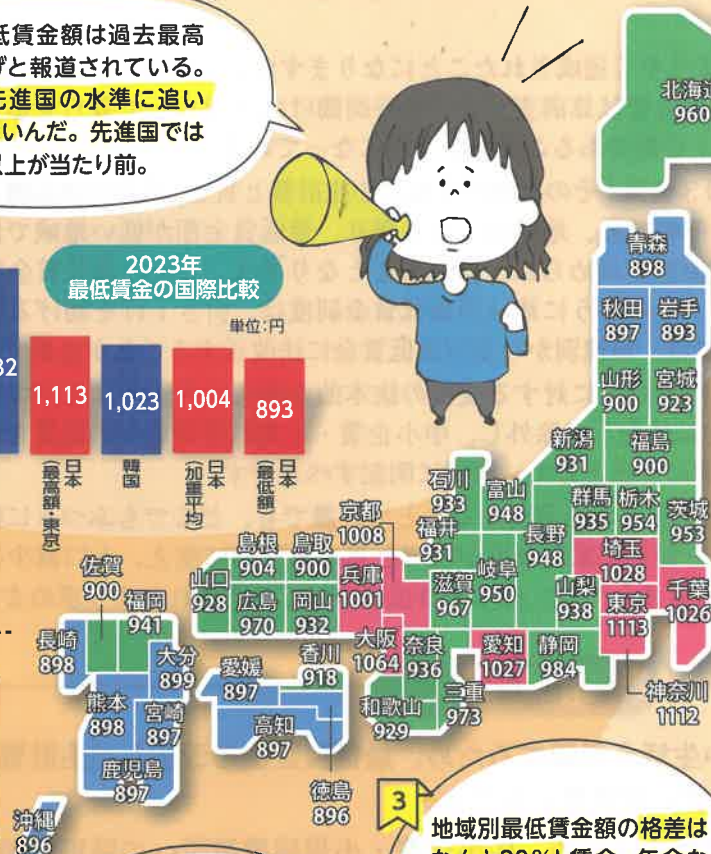 低賃金額は過去最高
げと報道されている。
先進国の水準に追い
いんだ。先進国では
以上が当たり前。
2023年
最低賃金の国際比較
単位:円
1,113
1,023
1,004
893
日本
(最高額・東京)
韓国
日本
(加重平均)
日本
(最低額)
北海道
960
青森
898
秋田
897
岩手
893
山形
900
宮城
923
新潟
931
福島
900
石川
933
富山
948
群馬
935
栃木
954
茨城
953
京都
1008
福井
931
長野
948
埼玉
1028
島根
904
鳥取
900
兵庫
1001
滋賀
967
岐阜
950
山梨
938
東京
1113
千葉
1026
佐賀
900
福岡
941
山口
928
広島
970
岡山
932
大阪
1064
奈良
936
愛知
1027
静岡
984
長崎
898
大分
899
愛媛
897
香川
918
和歌山
929
三重
973
神奈川
1112
熊本
898
宮崎
897
高知
897
鹿児島
897
徳島
896
沖縄
896
3
地域別最低賃金額の格差は